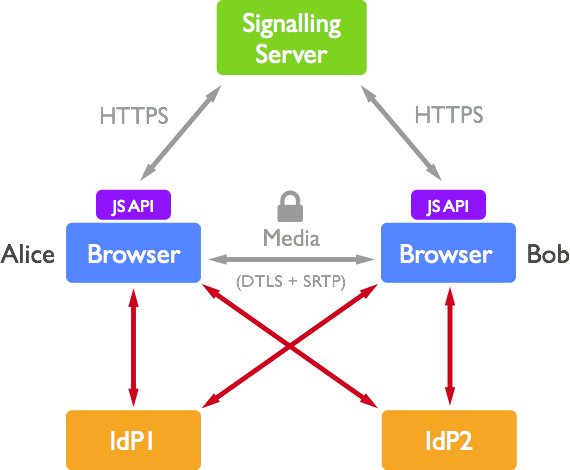 Signalling
Server
HTTPS
HTTPS
JS API
JS API
Alice
Browser
Media
(DTLS + SRTP)
Browser
Bob
IdP1
IdP2